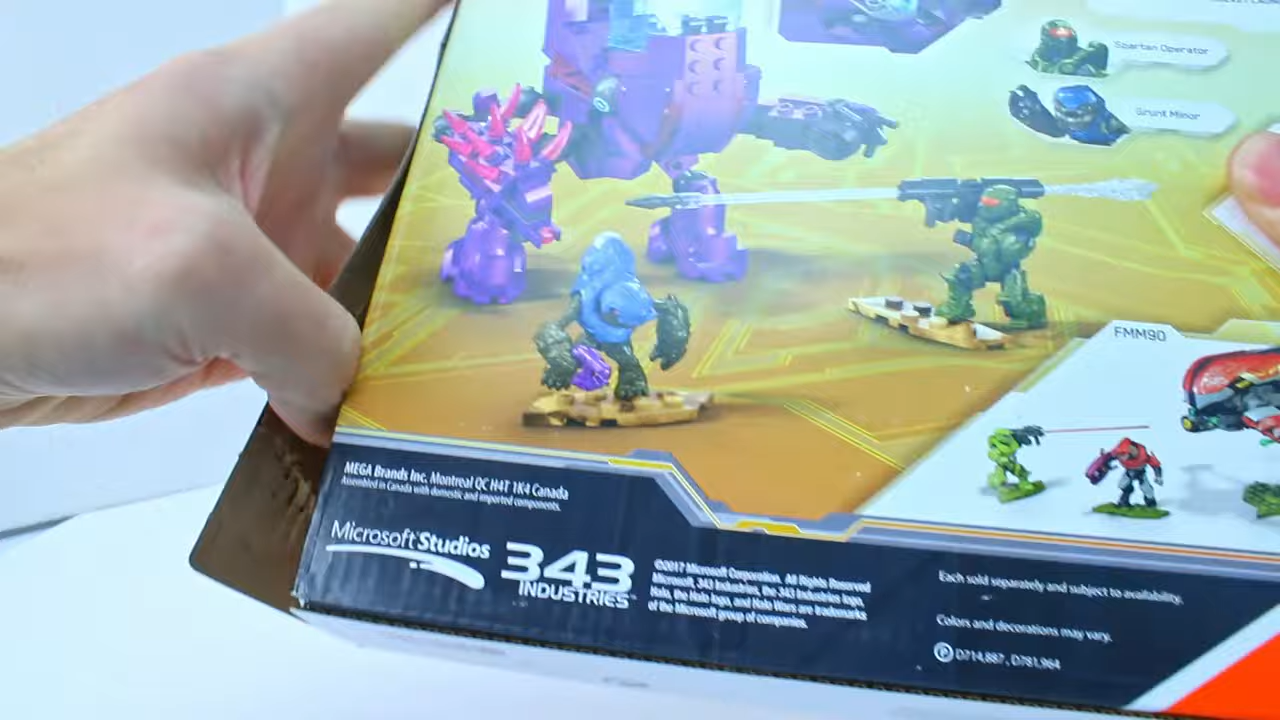 Spartan Operator
Grunt Minor
FMM90
MEGA Brands Inc. Montreal QC H4T 1K4 Canada
Assembled in Canada with domestic and imported components.
Microsoft Studios
343
INDUSTRIES
©2017 Microsoft Corporation. All Rights Reserved
Microsoft, 343 Industries, the 343 Industries logo,
Halo, the Halo logo, and Halo Wars are trademarks
of the Microsoft group of companies.
Each sold separately and subject to availability.
Colors and decorations may vary.
Ⓟ D714,887 , D781,964